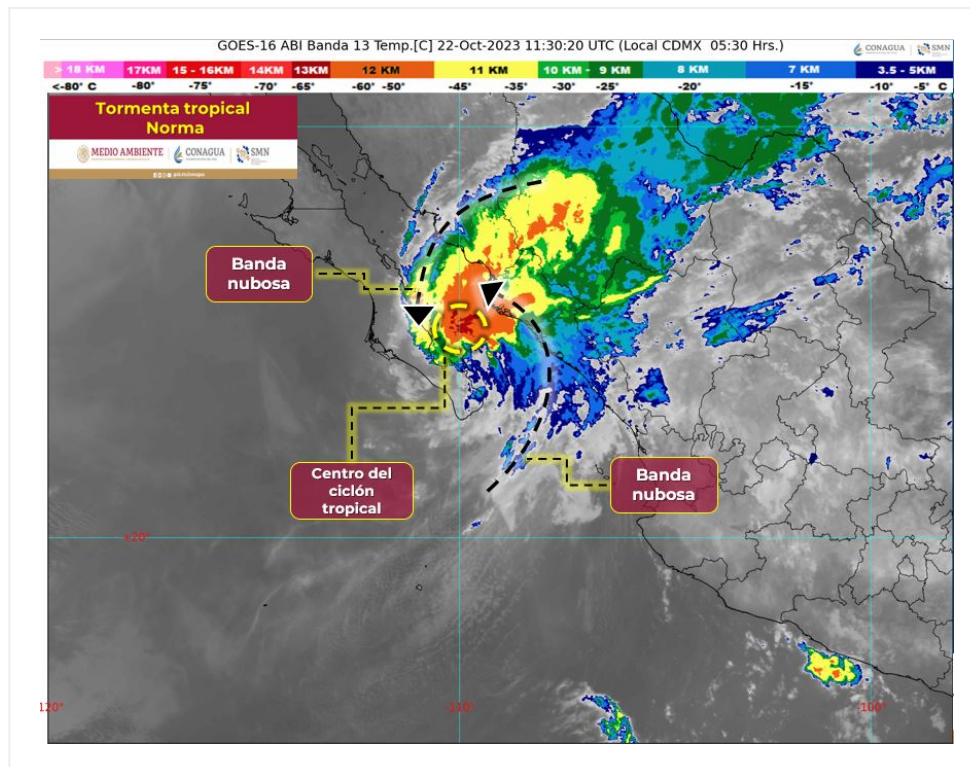 GOES-16 ABI Banda 13 Temp.[C] 22-Oct-2023 11:30:20 UTC (Local CDMX 05:30 Hrs.)
CONAGUA SMN
> 18 KM 17KM 15 - 16KM 14KM 13KM 12 KM 11 KM 10 KM - 9 KM 8 KM 7 KM 3.5 - 5KM
<-80° C -80° -75° -70° -65° -60° -50° -45° -35° -30° -25° -20° -15° -10° -5° C
Tormenta tropical
Norma
MEDIO AMBIENTE CONAGUA SMN
Banda
nubosa
Centro del
ciclón
tropical
Banda
nubosa
+20°
120° -110° -100°